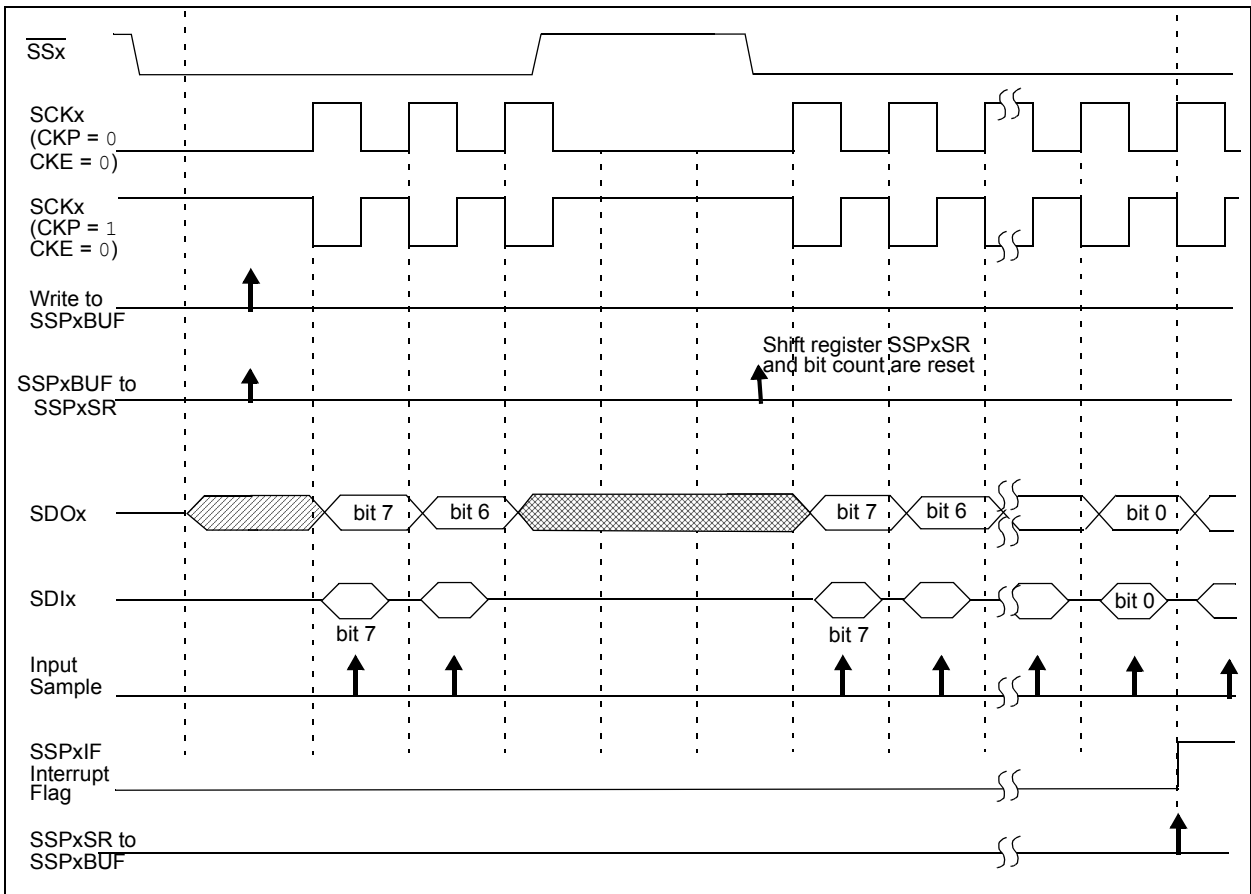 SSx
SCKx
(CKP = 0
CKE = 0)
SCKx
(CKP = 1
CKE = 0)
Write to
SSPxBUF
Shift register SSPxSR
and bit count are reset
SSPxBUF to
SSPxSR
SDOx
bit 7
bit 6
bit 7
bit 6
bit 0
SDIx
bit 0
bit 7
bit 7
Input
Sample
SSPxIF
Interrupt
Flag
SSPxSR to
SSPxBUF